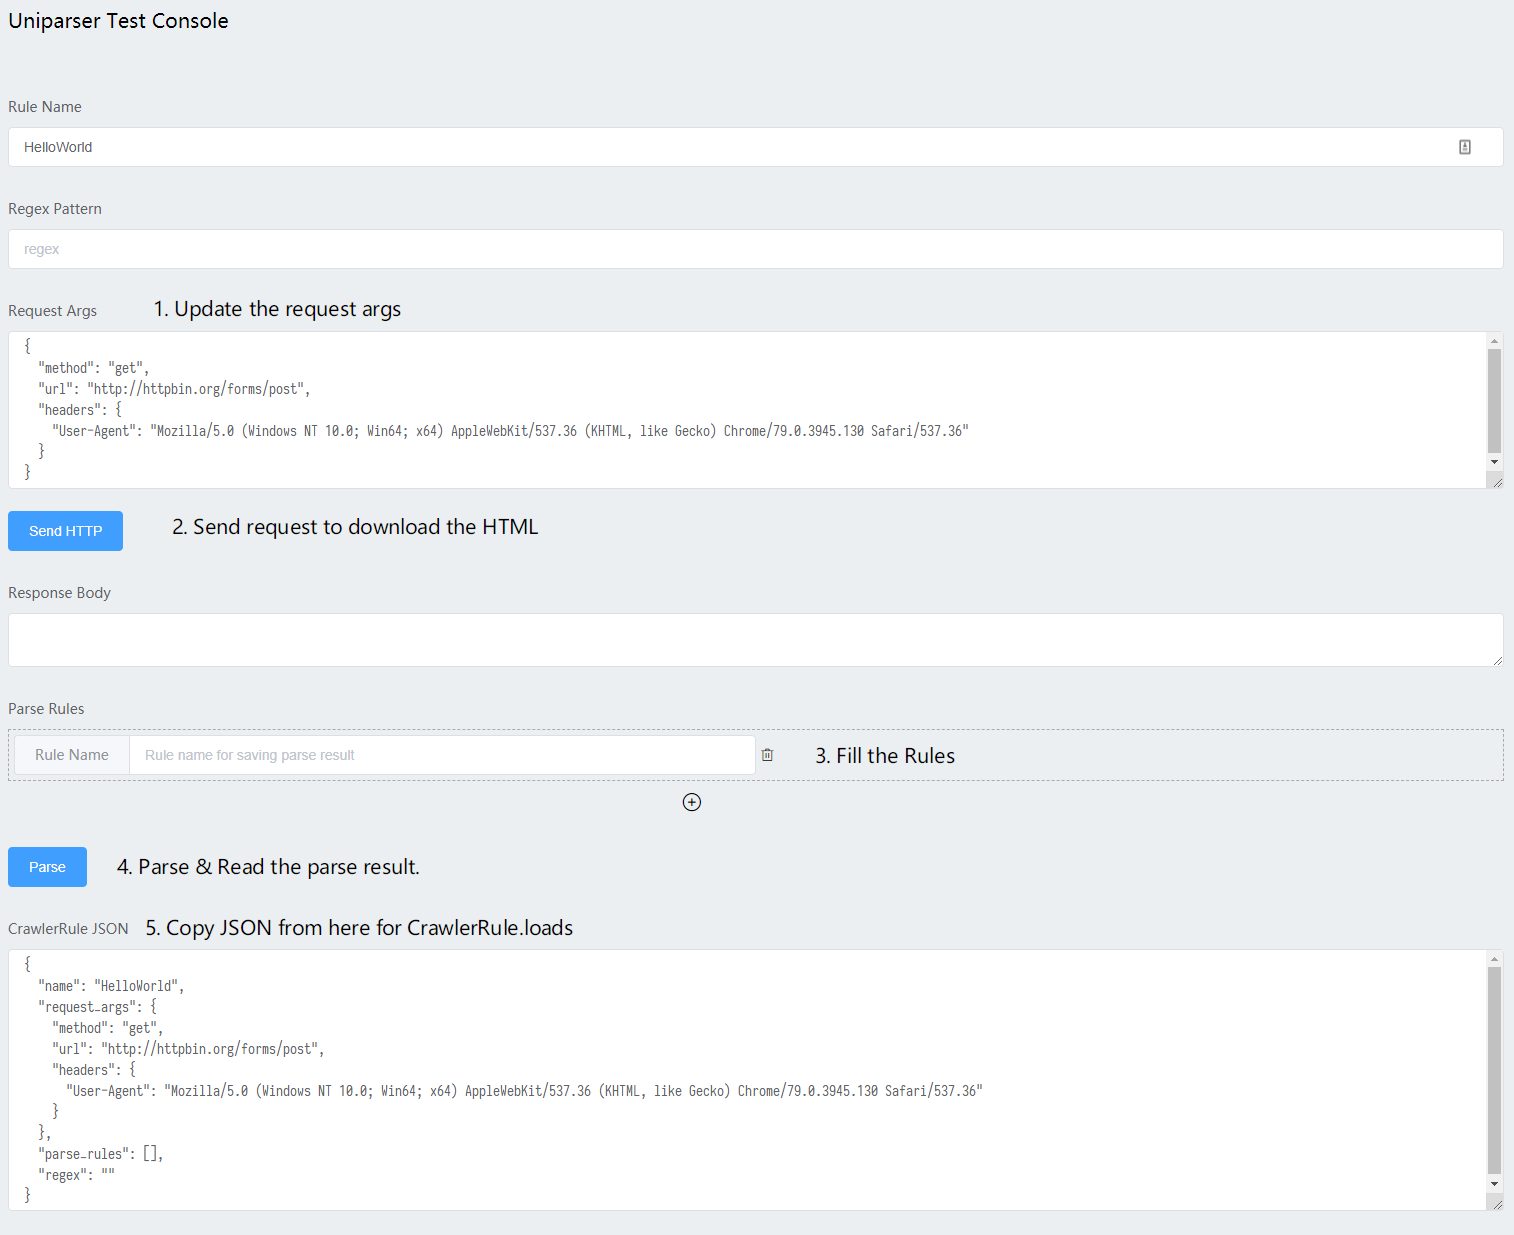 Uniparser Test Console
Rule Name
HelloWorld
Regex Pattern
regex
Request Args
1. Update the request args
{
  "method": "get",
  "url": "http://httpbin.org/forms/post",
  "headers": {
    "User-Agent": "Mozilla/5.0 (Windows NT 10.0; Win64; x64) AppleWebKit/537.36 (KHTML, like Gecko) Chrome/79.0.3945.130 Safari/537.36"
  }
}
Send HTTP
2. Send request to download the HTML
Response Body
Parse Rules
Rule Name
Rule name for saving parse result
3. Fill the Rules
Parse
4. Parse & Read the parse result.
CrawlerRule JSON
5. Copy JSON from here for CrawlerRule.loads
{
  "name": "HelloWorld",
  "request_args": {
    "method": "get",
    "url": "http://httpbin.org/forms/post",
    "headers": {
      "User-Agent": "Mozilla/5.0 (Windows NT 10.0; Win64; x64) AppleWebKit/537.36 (KHTML, like Gecko) Chrome/79.0.3945.130 Safari/537.36"
    }
  },
  "parse_rules": [],
  "regex": ""
}